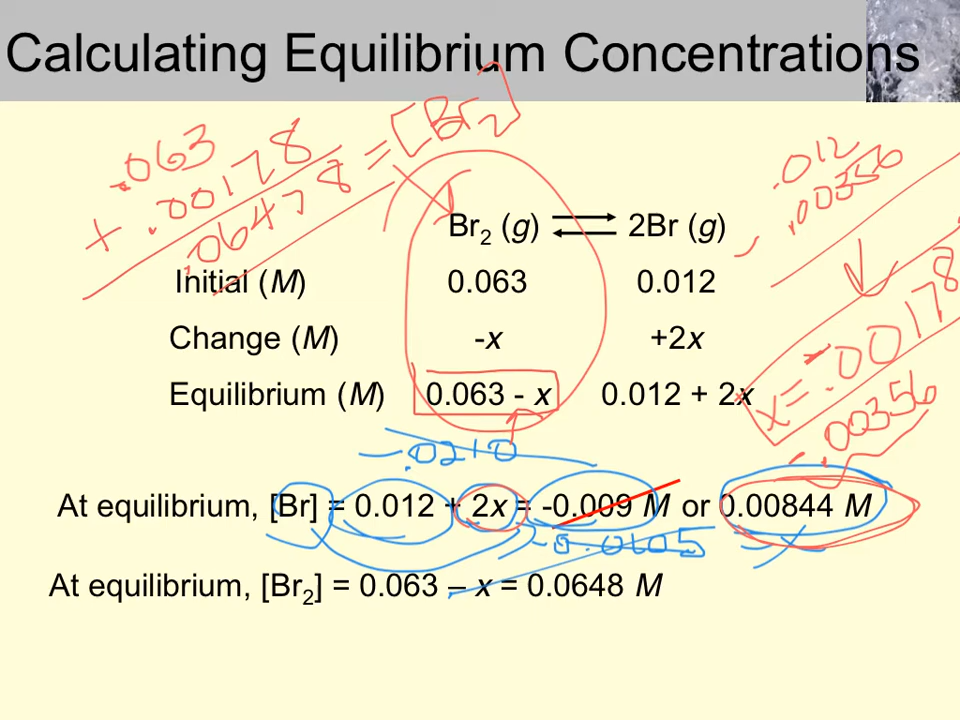 Calculating Equilibrium Concentrations
.063
+ .00178
.06478 = [Br2]
.012
- .00356
x = -.00178
-.00356
Br2 (g) ⇌ 2Br (g)
Initial (M) 0.063 0.012
Change (M) -x +2x
Equilibrium (M) 0.063 - x 0.012 + 2x
-.0210
At equilibrium, [Br] = 0.012 + 2x = -0.009 M or 0.00844 M
-0.0105
At equilibrium, [Br2] = 0.063 – x = 0.0648 M